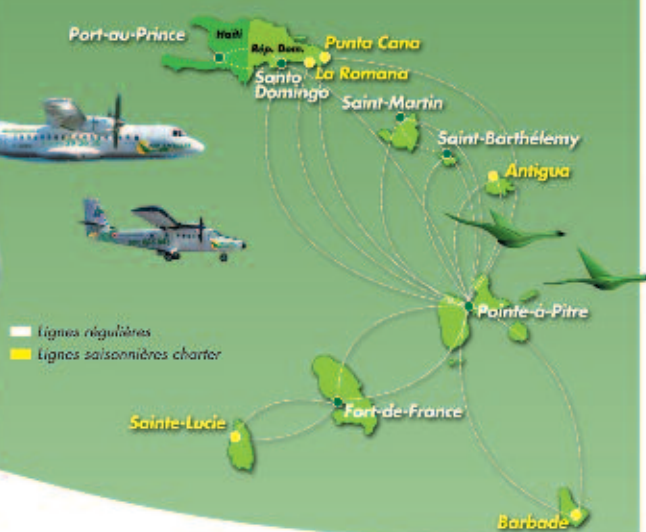 Port-au-Prince
Haïti
Rép. Dom.
Punta Cana
La Romana
Santo
Domingo
Saint-Martin
Saint-Barthélemy
Antigua
Pointe-à-Pitre
Lignes régulières
Lignes saisonnières charter
Fort-de-France
Sainte-Lucie
Barbade